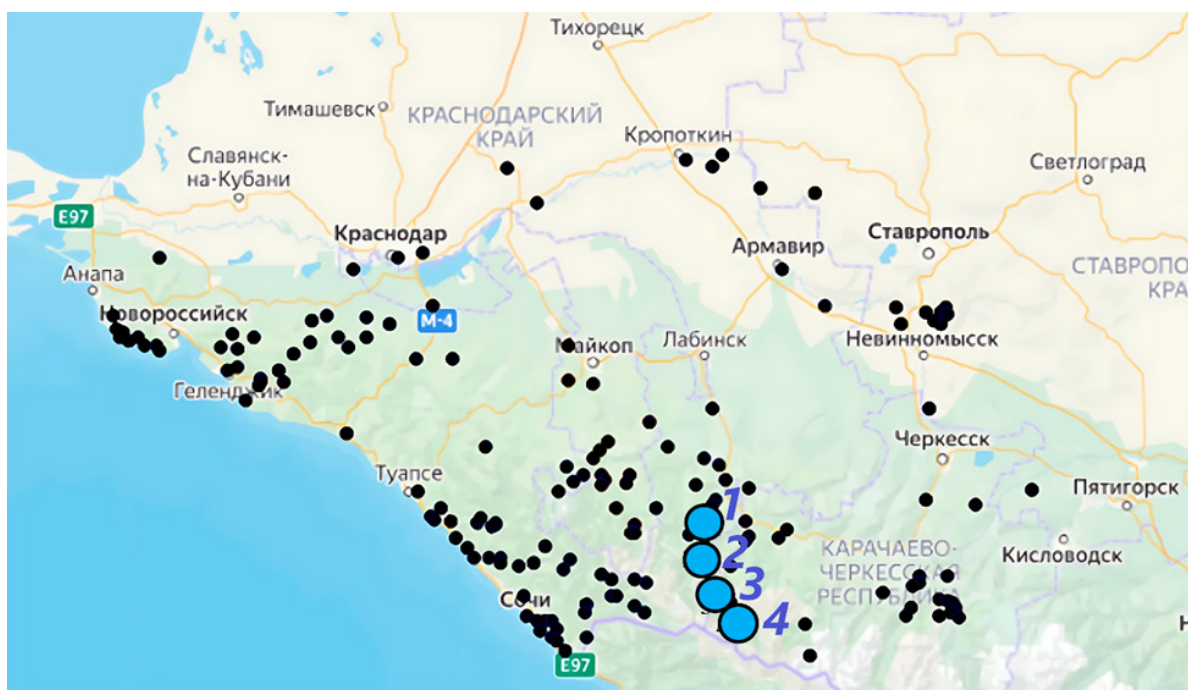 Тихорецк
Тимашевск
КРАСНОДАРСКИЙ
КРАЙ
Кропоткин
Славянск-
на-Кубани
Светлоград
E97
Краснодар
Армавир
Ставрополь
Анапа
СТАВРОПО
КРА
Новороссийск
М-4
Майкоп
Лабинск
Невинномысск
Геленджик
Черкесск
Туапсе
Пятигорск
1
2
3
4
КАРАЧАЕВО-
ЧЕРКЕССКАЯ
РЕСПУБЛИКА
Кисловодск
Сочи
E97
Н